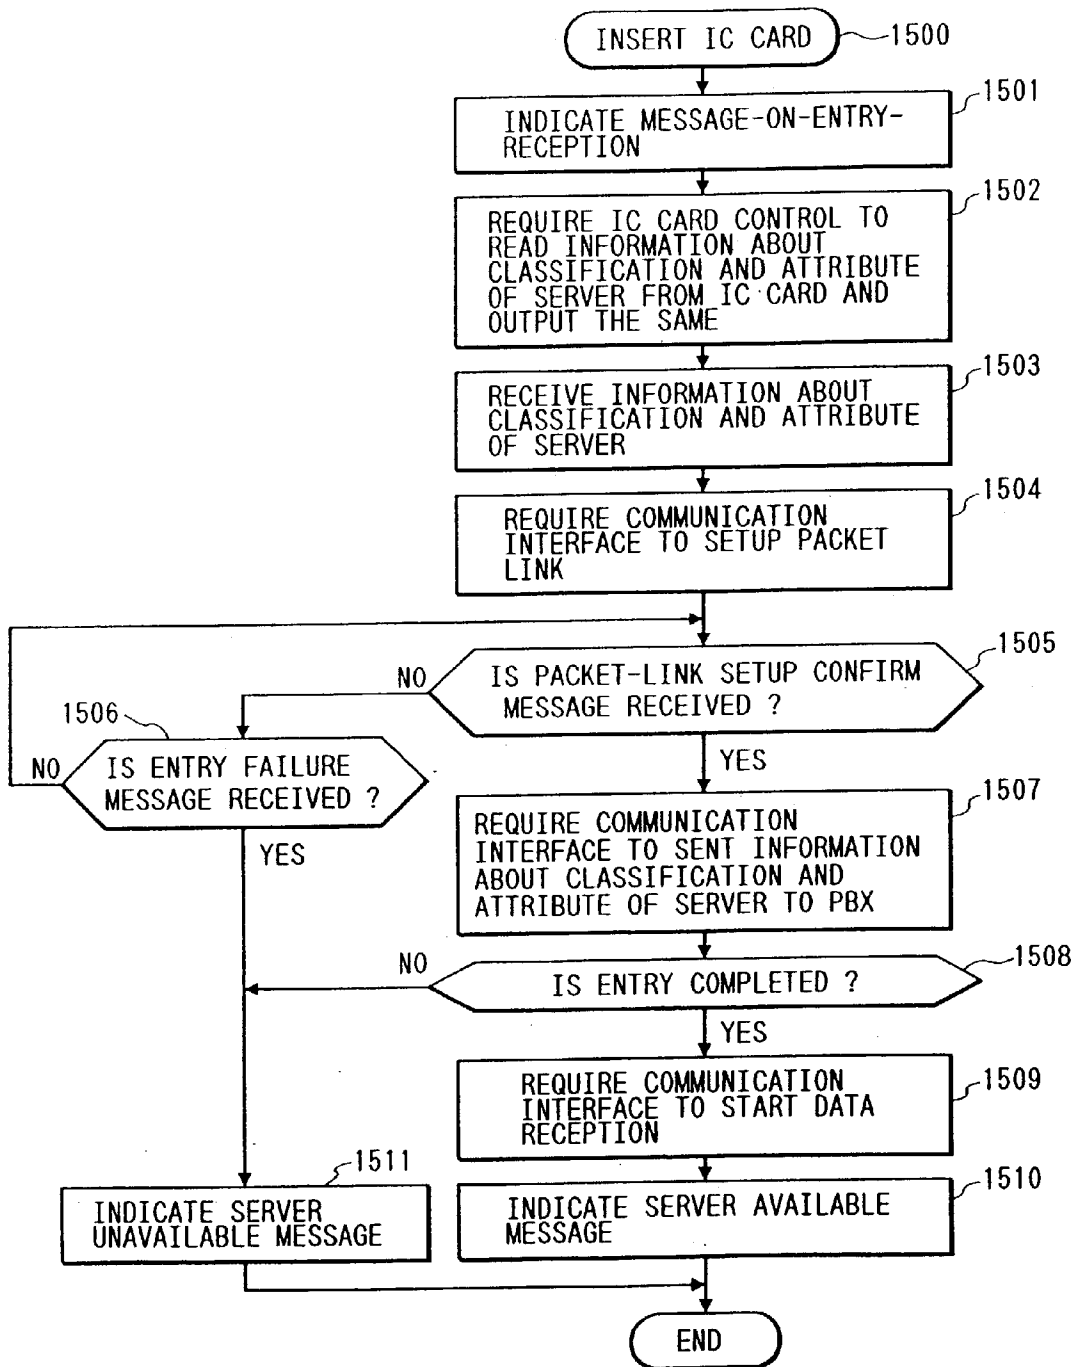 INSERT IC CARD
1500
1501
INDICATE MESSAGE-ON-ENTRY-
RECEPTION
1502
REQUIRE IC CARD CONTROL TO
READ INFORMATION ABOUT
CLASSIFICATION AND ATTRIBUTE
OF SERVER FROM IC CARD AND
OUTPUT THE SAME
1503
RECEIVE INFORMATION ABOUT
CLASSIFICATION AND ATTRIBUTE
OF SERVER
1504
REQUIRE COMMUNICATION
INTERFACE TO SETUP PACKET
LINK
1505
NO
IS PACKET-LINK SETUP CONFIRM
MESSAGE RECEIVED ?
1506
NO
IS ENTRY FAILURE
MESSAGE RECEIVED ?
YES
YES
1507
REQUIRE COMMUNICATION
INTERFACE TO SENT INFORMATION
ABOUT CLASSIFICATION AND
ATTRIBUTE OF SERVER TO PBX
1508
NO
IS ENTRY COMPLETED ?
YES
1509
REQUIRE COMMUNICATION
INTERFACE TO START DATA
RECEPTION
1511
INDICATE SERVER
UNAVAILABLE MESSAGE
1510
INDICATE SERVER AVAILABLE
MESSAGE
END